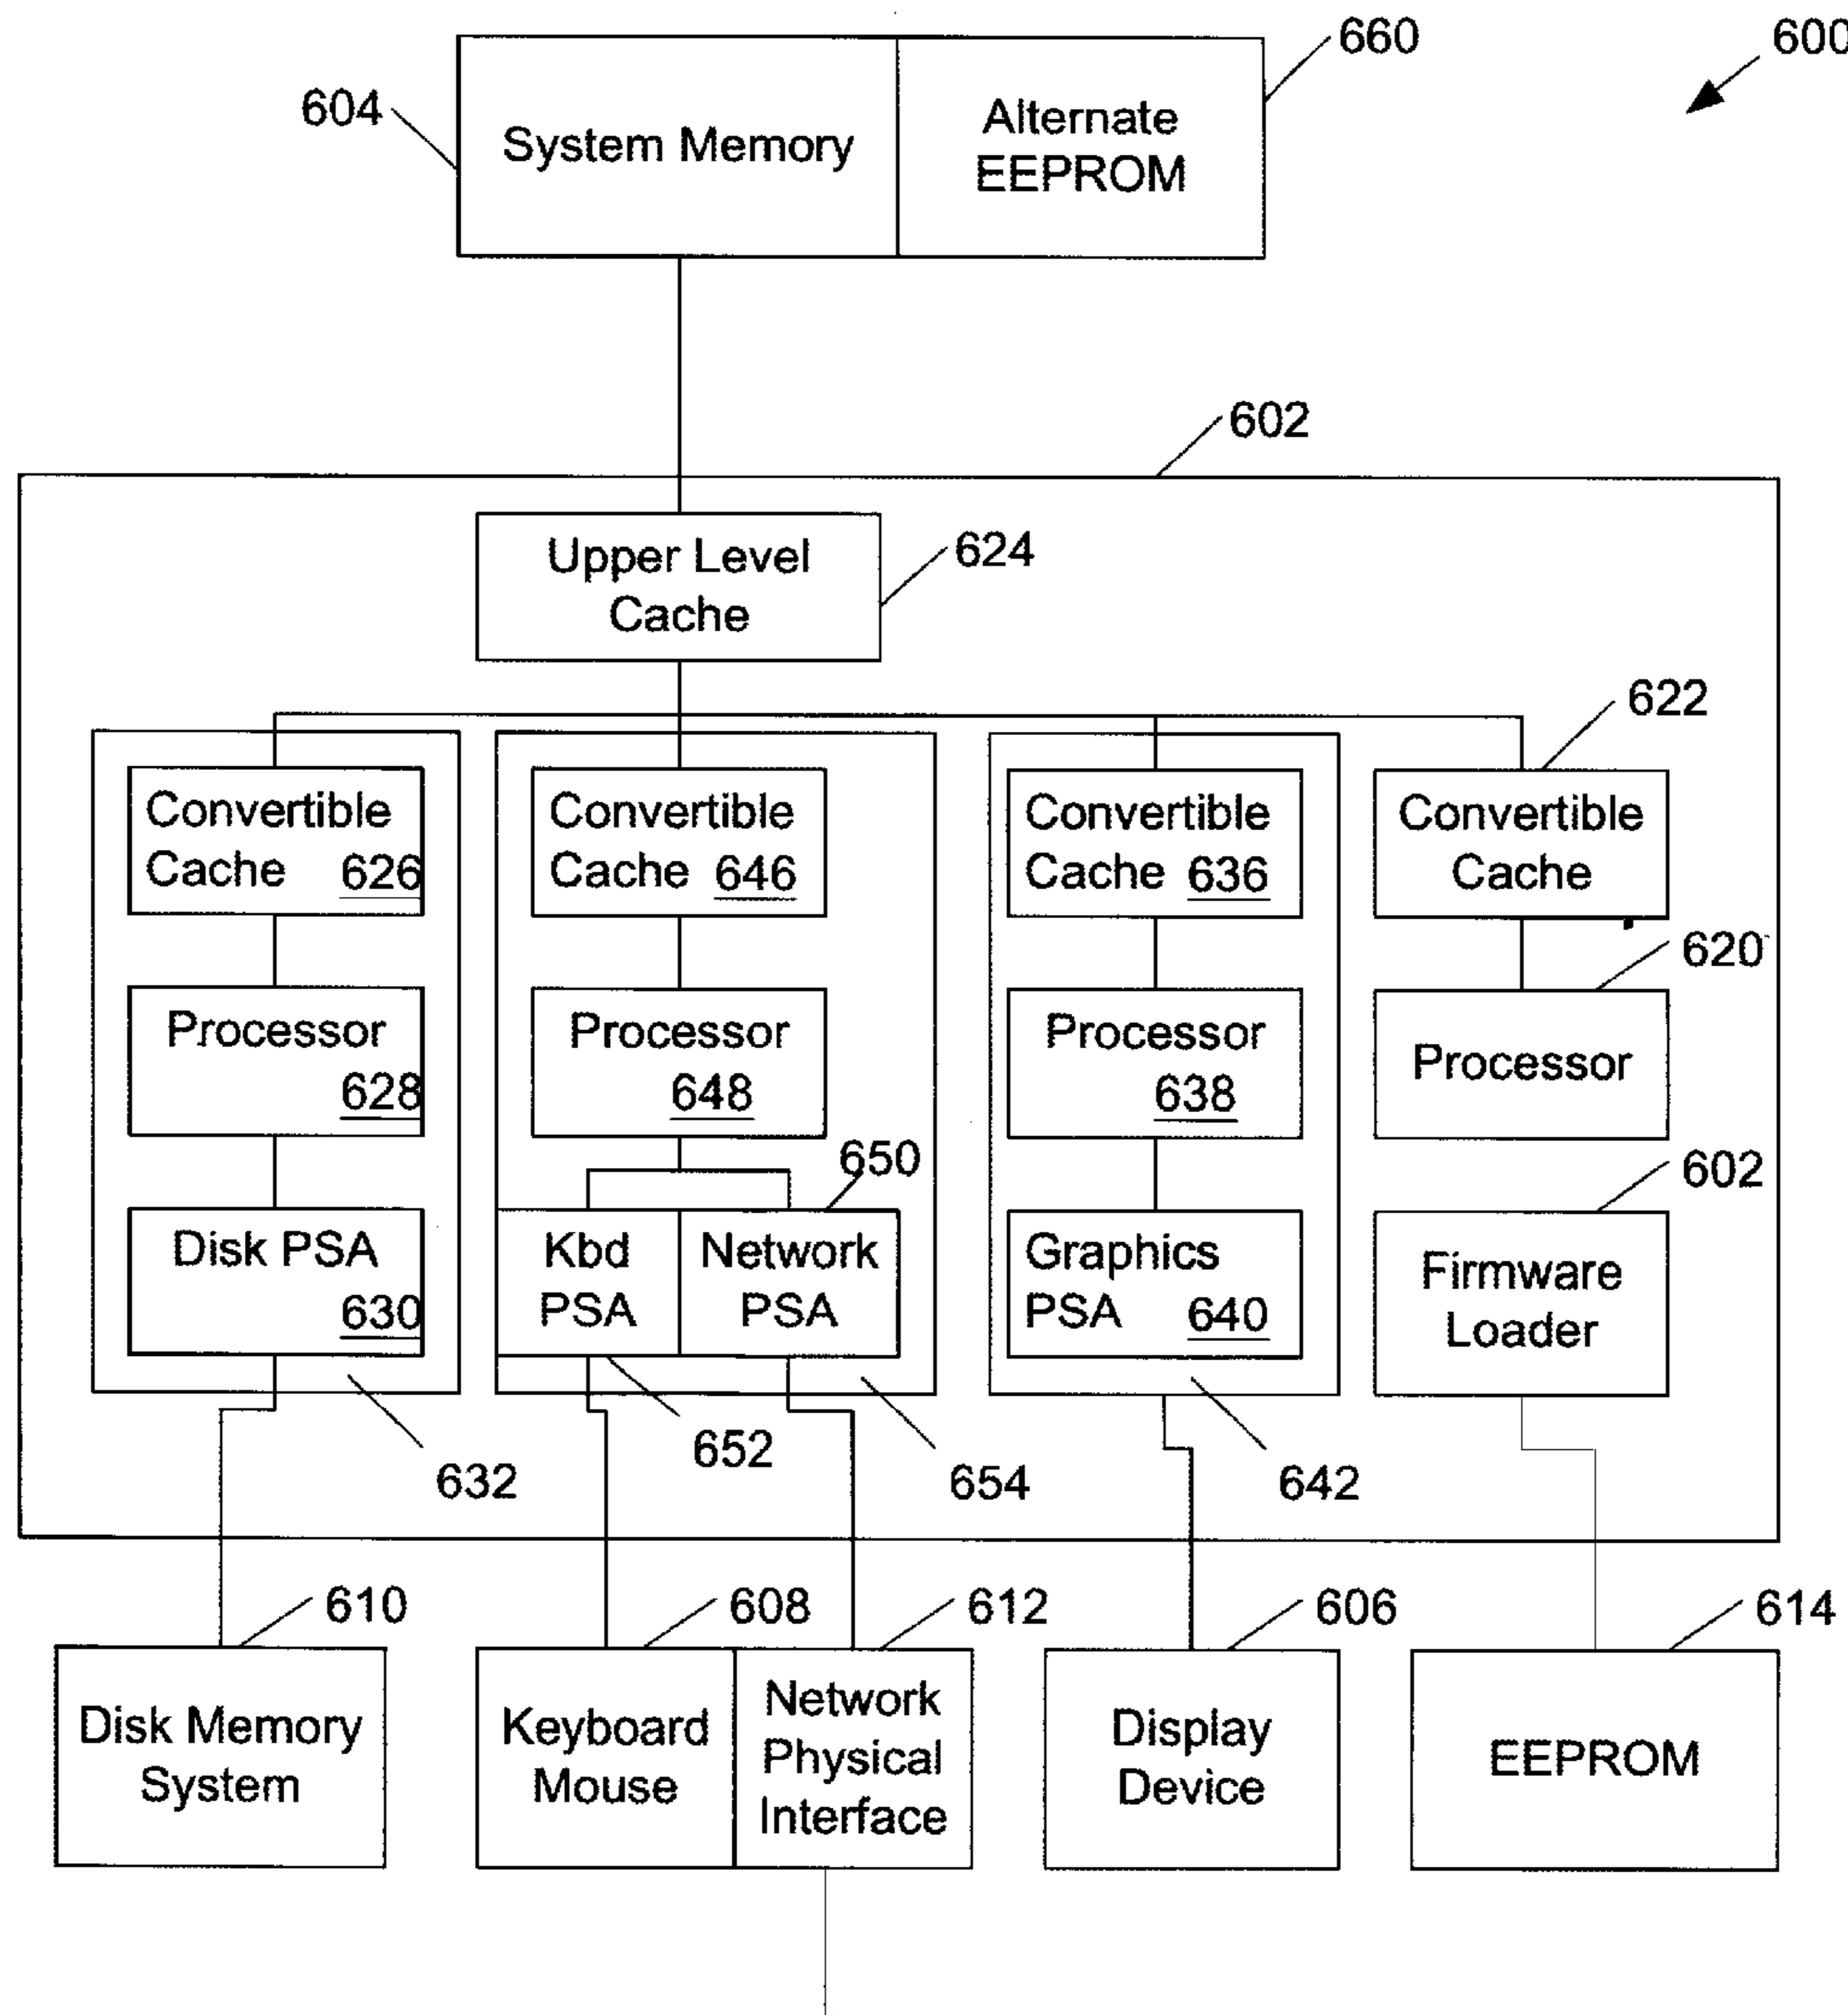 660
600
604
System Memory
Alternate
EEPROM
602
Upper Level
Cache
624
622
Convertible
Cache 626
Convertible
Cache 646
Convertible
Cache 636
Convertible
Cache
620
Processor
628
Processor
648
Processor
638
Processor
650
602
Disk PSA
630
Kbd
PSA
Network
PSA
Graphics
PSA 640
Firmware
Loader
632
652
654
642
610
608
612
606
614
Disk Memory
System
Keyboard
Mouse
Network
Physical
Interface
Display
Device
EEPROM